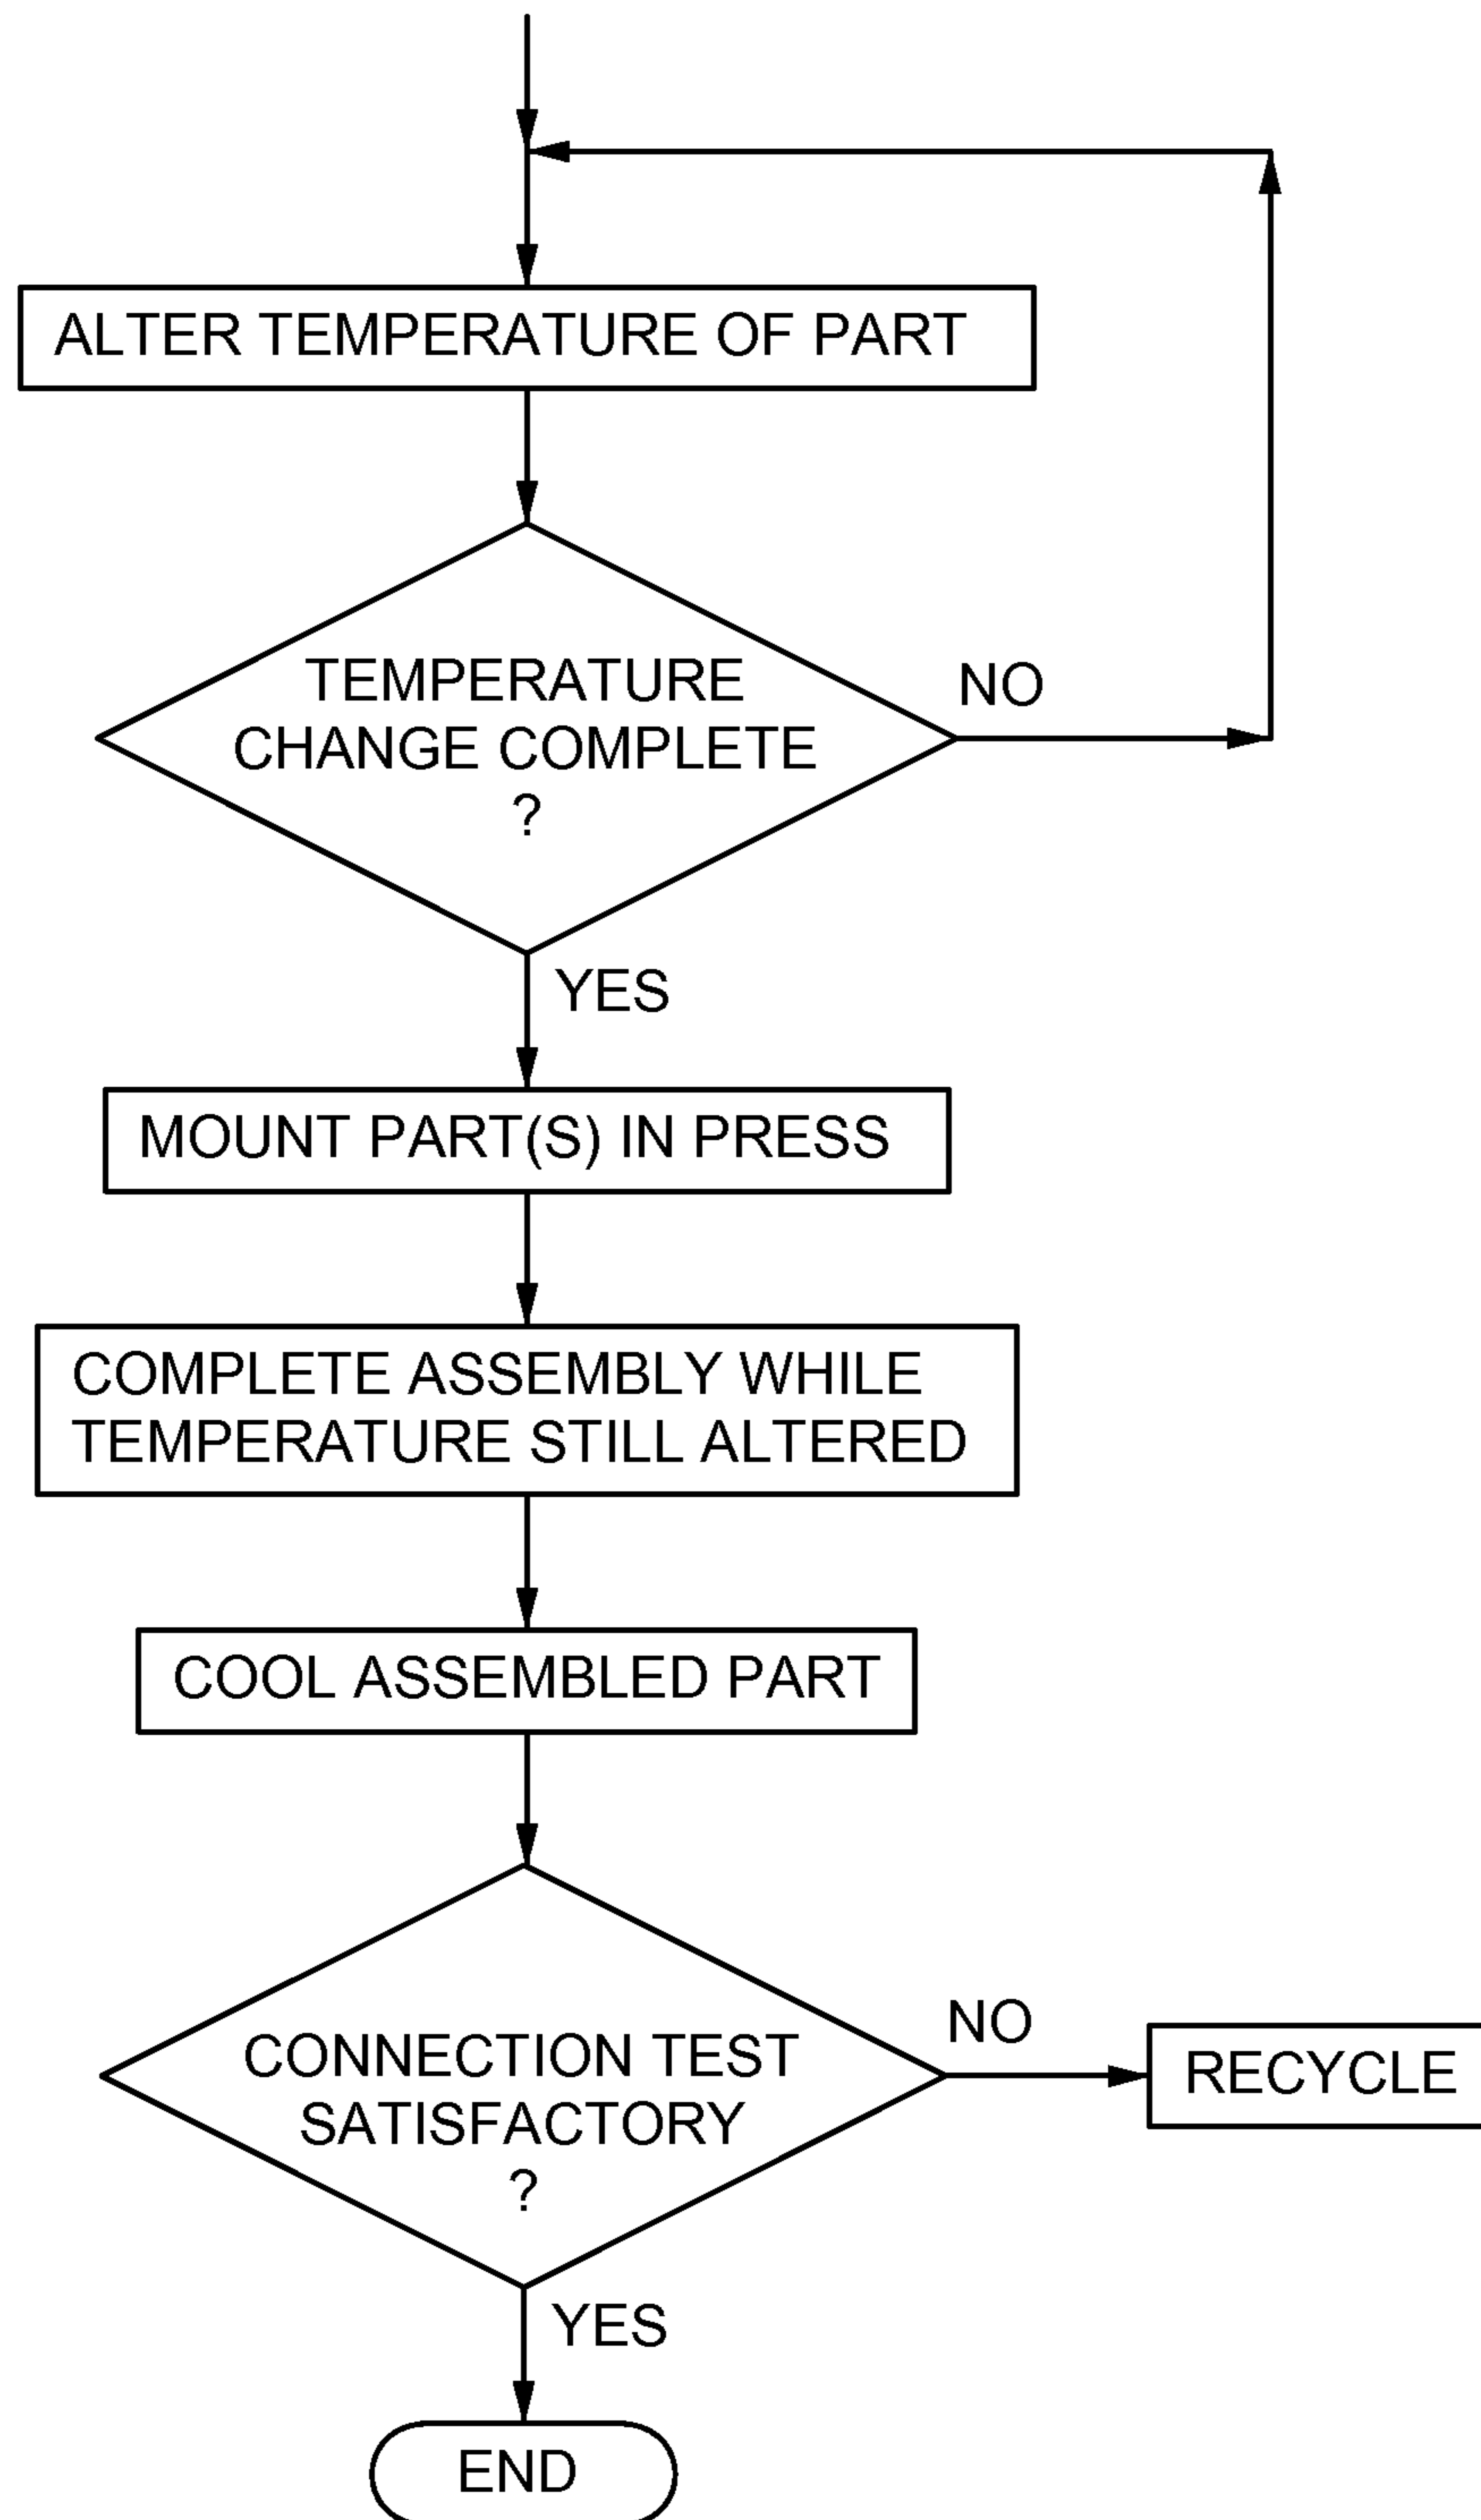 ALTER TEMPERATURE OF PART
TEMPERATURE
CHANGE COMPLETE
?
NO
YES
MOUNT PART(S) IN PRESS
COMPLETE ASSEMBLY WHILE
TEMPERATURE STILL ALTERED
COOL ASSEMBLED PART
CONNECTION TEST
SATISFACTORY
?
NO
RECYCLE
YES
END